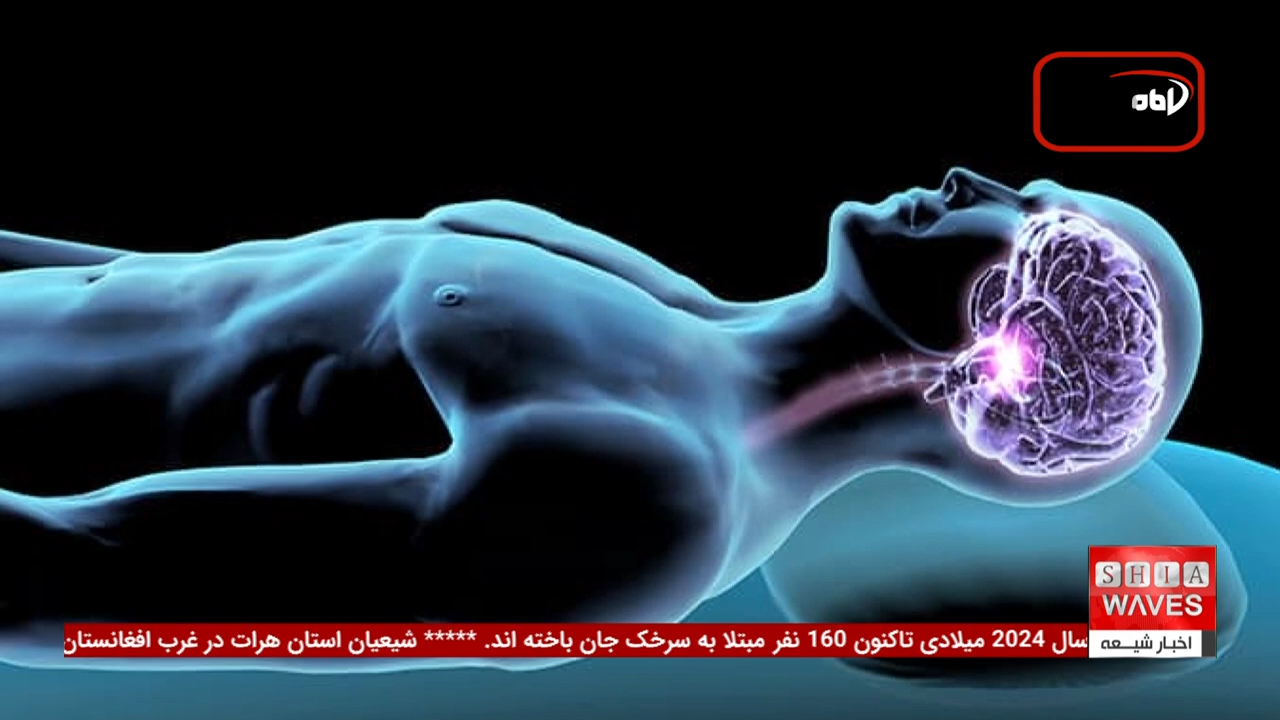 SHIA
WAVES
سال 2024 میلادی تاکنون 160 نفر مبتلا به سرخک جان باخته اند. ***** شیعیان استان هرات در غرب افغانستان
اخبار شیعه